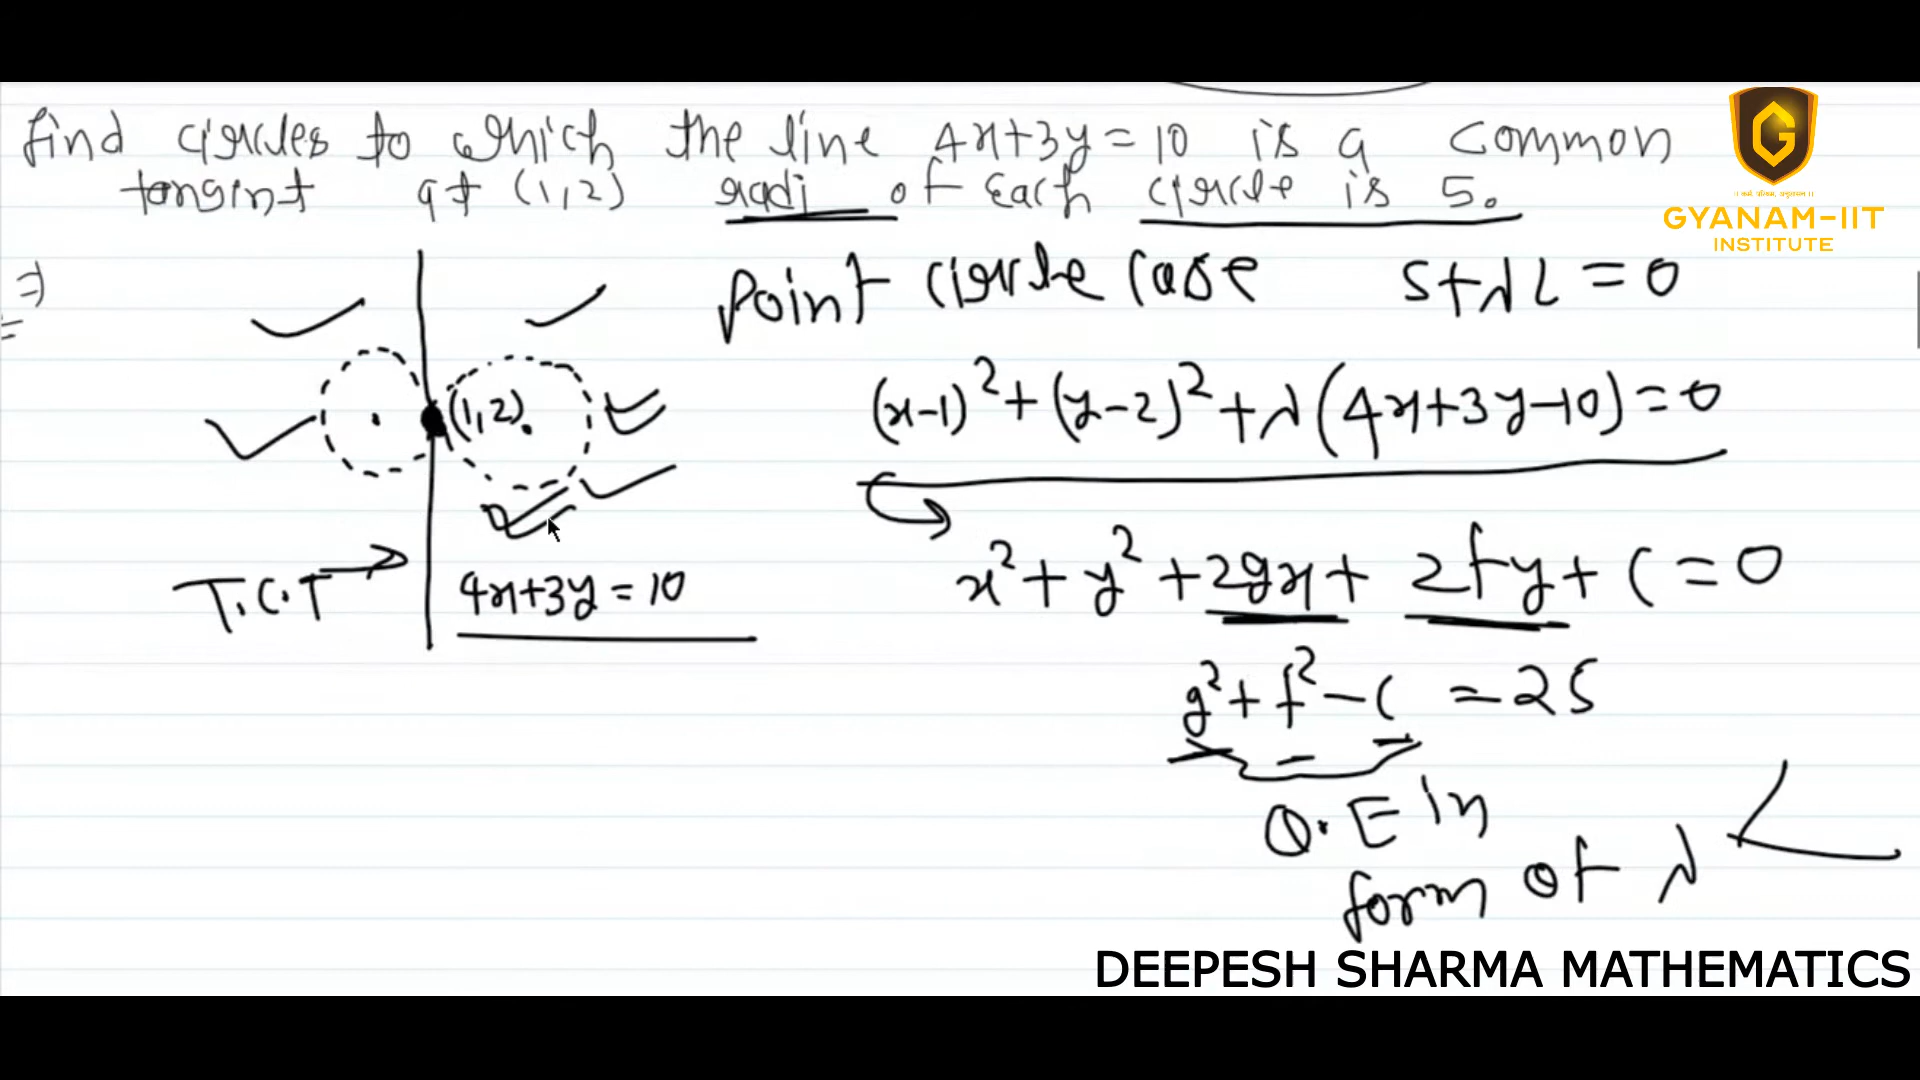 find circles to which the line 4x+3y=10 is a common
tangent at (1,2) radi of Each circle is 5.
⇒
Point circle case S+λL=0
(1,2)
(x-1)²+(y-2)²+λ(4x+3y-10)=0
x²+y²+2gx+2fy+c=0
T.C.T → 4x+3y=10
g²+f²-c=25
Q.E in
form of λ
G
GYANAM-IIT
INSTITUTE
DEEPESH SHARMA MATHEMATICS